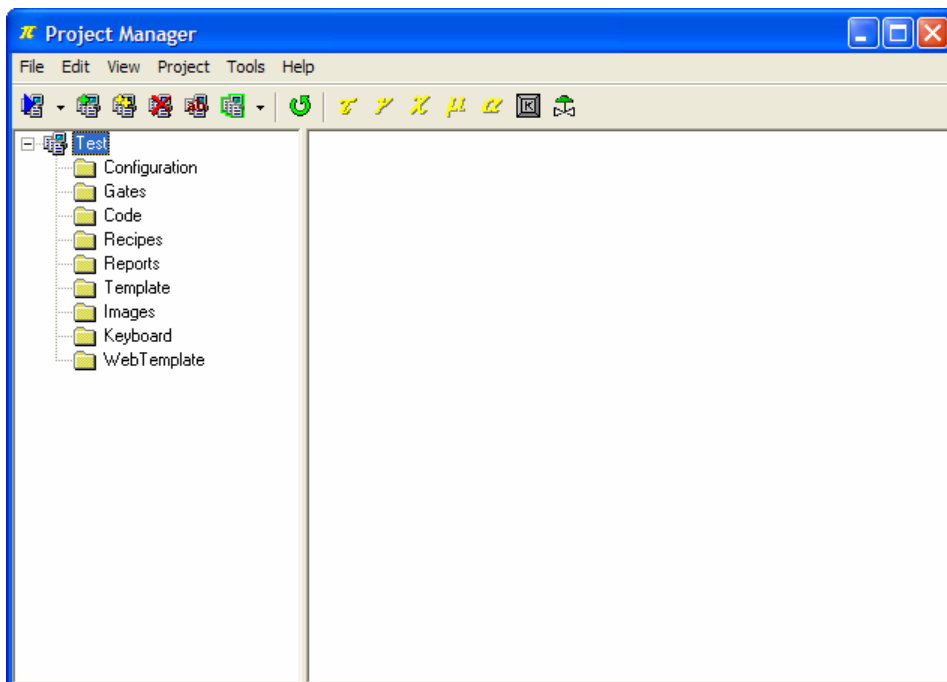 π Project Manager
File Edit View Project Tools Help
τ γ χ μ α K
Test
Configuration
Gates
Code
Recipes
Reports
Template
Images
Keyboard
WebTemplate